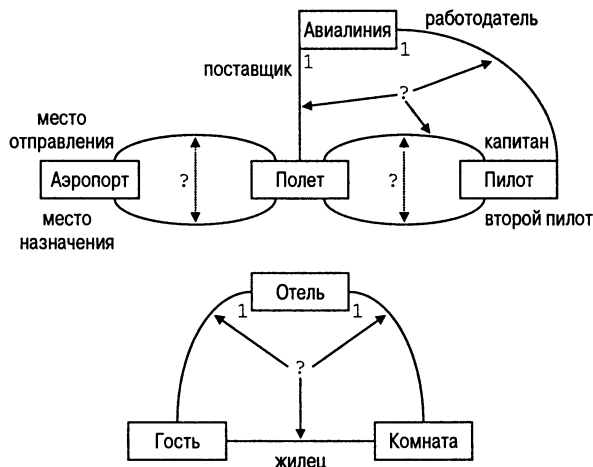 Авиалиния
работодатель
1
1
поставщик
?
место
отправления
капитан
Аэропорт
?
Полет
?
Пилот
место
назначения
второй пилот
Отель
1
1
?
Гость
Комната
жилец